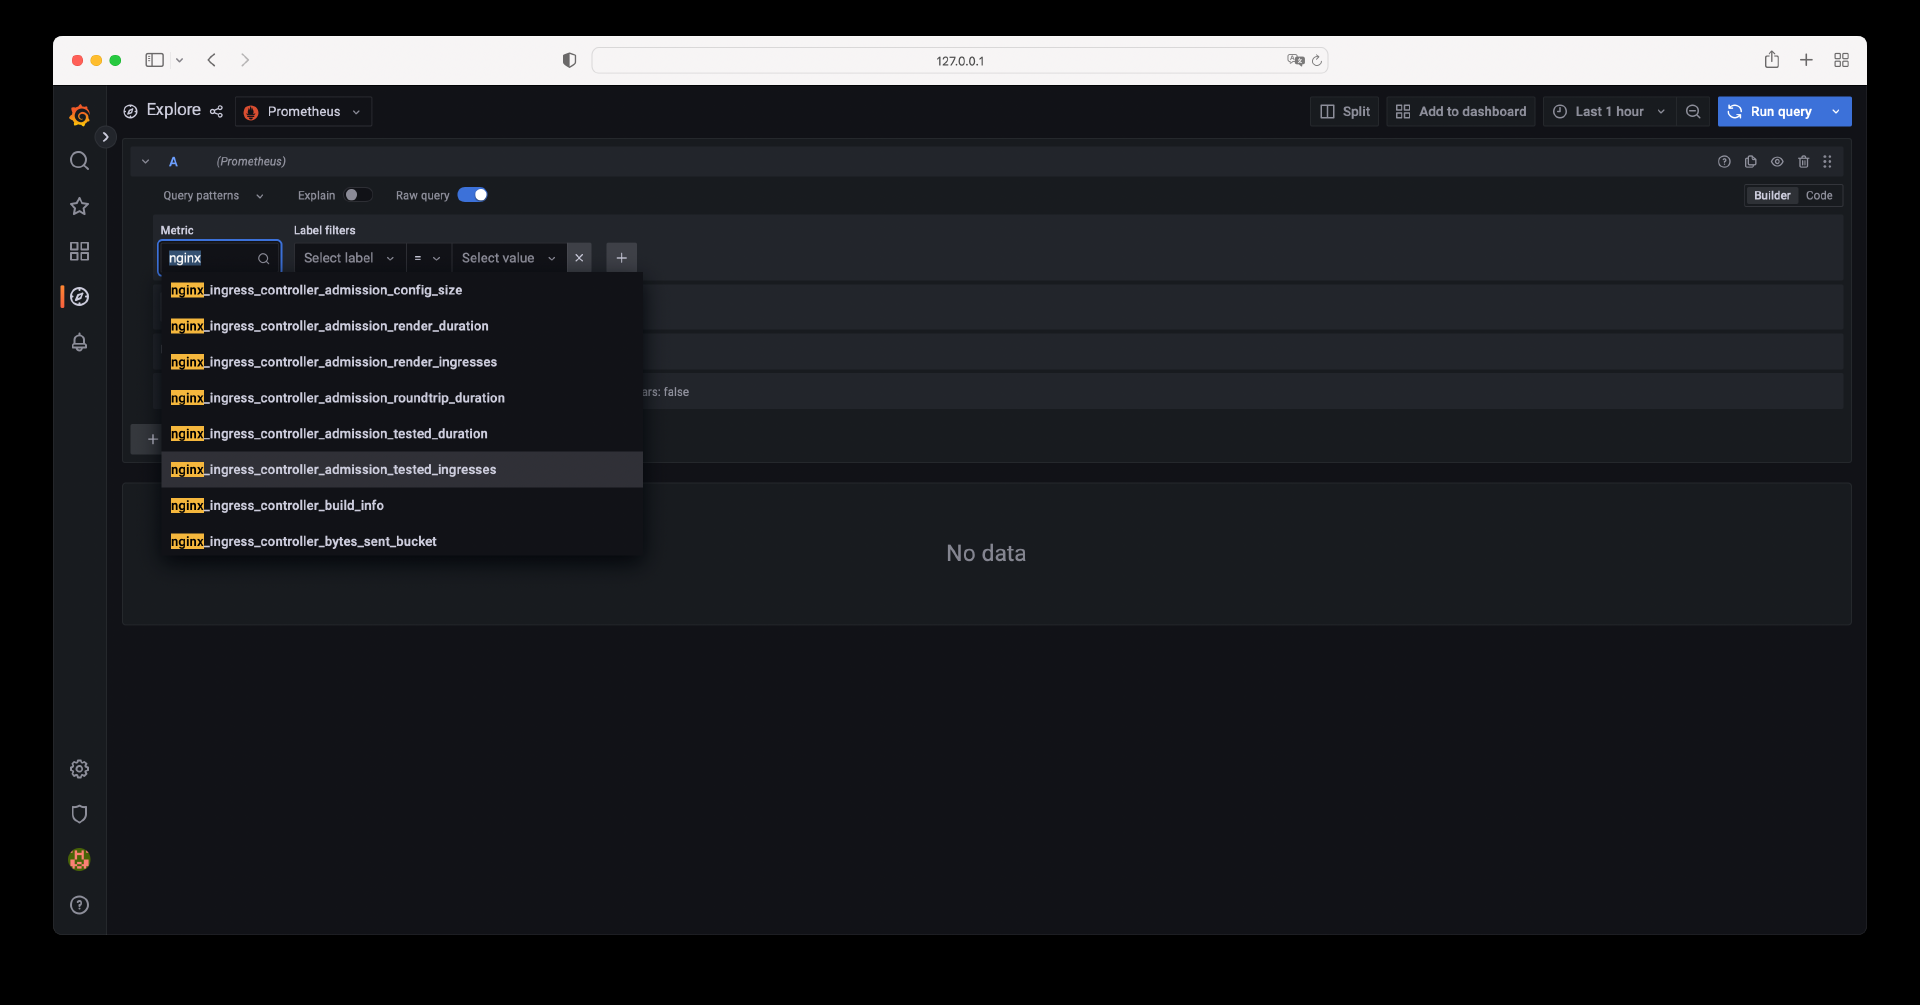 127.0.0.1
Explore
Prometheus
Split
Add to dashboard
Last 1 hour
Run query
A
(Prometheus)
Query patterns
Explain
Raw query
Builder
Code
Metric
Label filters
nginx
Select label
=
Select value
nginx_ingress_controller_admission_config_size
nginx_ingress_controller_admission_render_duration
nginx_ingress_controller_admission_render_ingresses
nginx_ingress_controller_admission_roundtrip_duration
nginx_ingress_controller_admission_tested_duration
nginx_ingress_controller_admission_tested_ingresses
nginx_ingress_controller_build_info
nginx_ingress_controller_bytes_sent_bucket
ars: false
No data